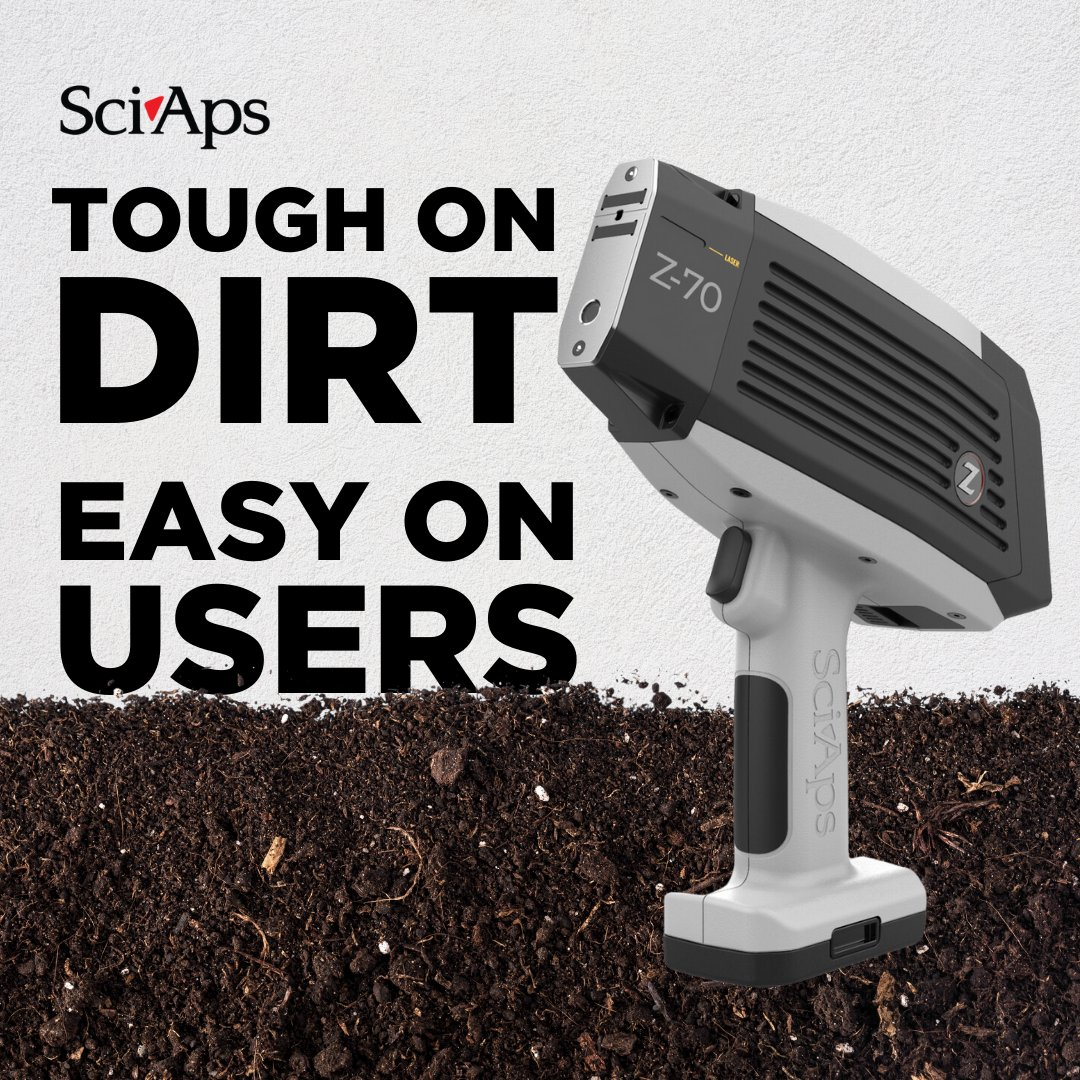 SciAps
TOUGH ON
DIRT
EASY ON
USERS
LASER
Z-70
Z
SciAps